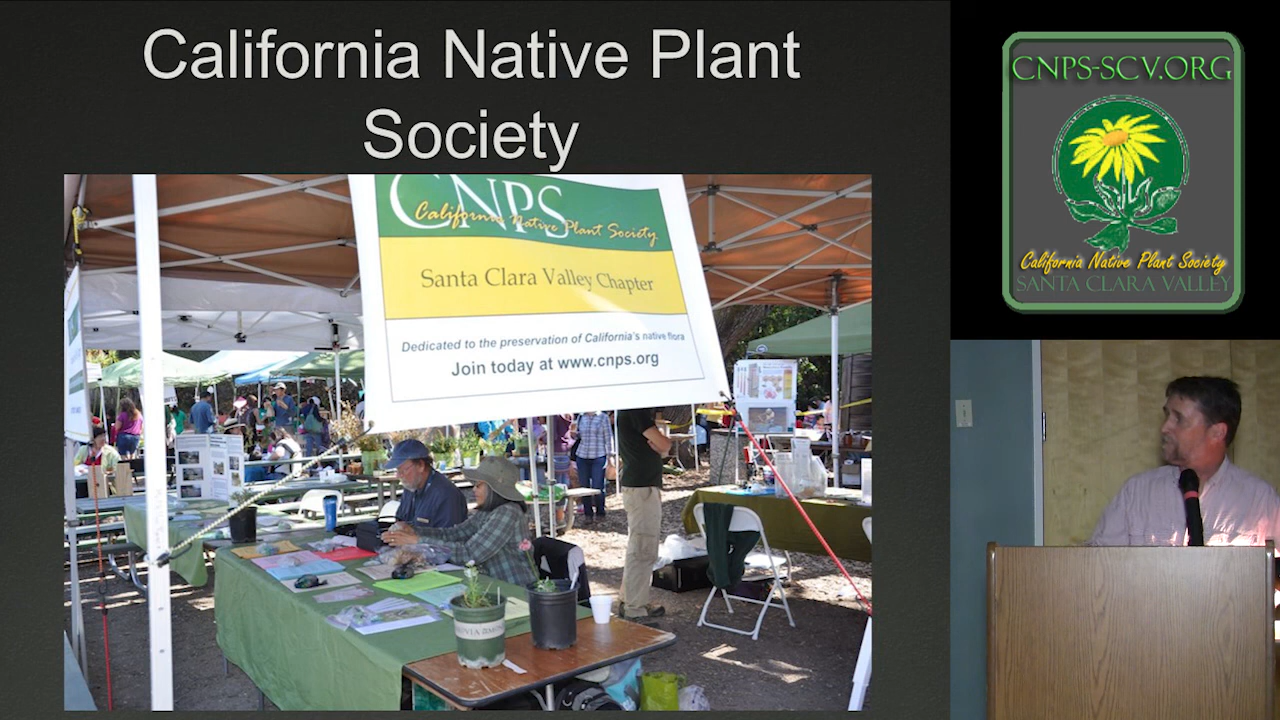 California Native Plant
Society
CNPS
California Native Plant Society
Santa Clara Valley Chapter
Dedicated to the preservation of California's native flora
Join today at www.cnps.org
CNPS-SCV.ORG
California Native Plant Society
SANTA CLARA VALLEY